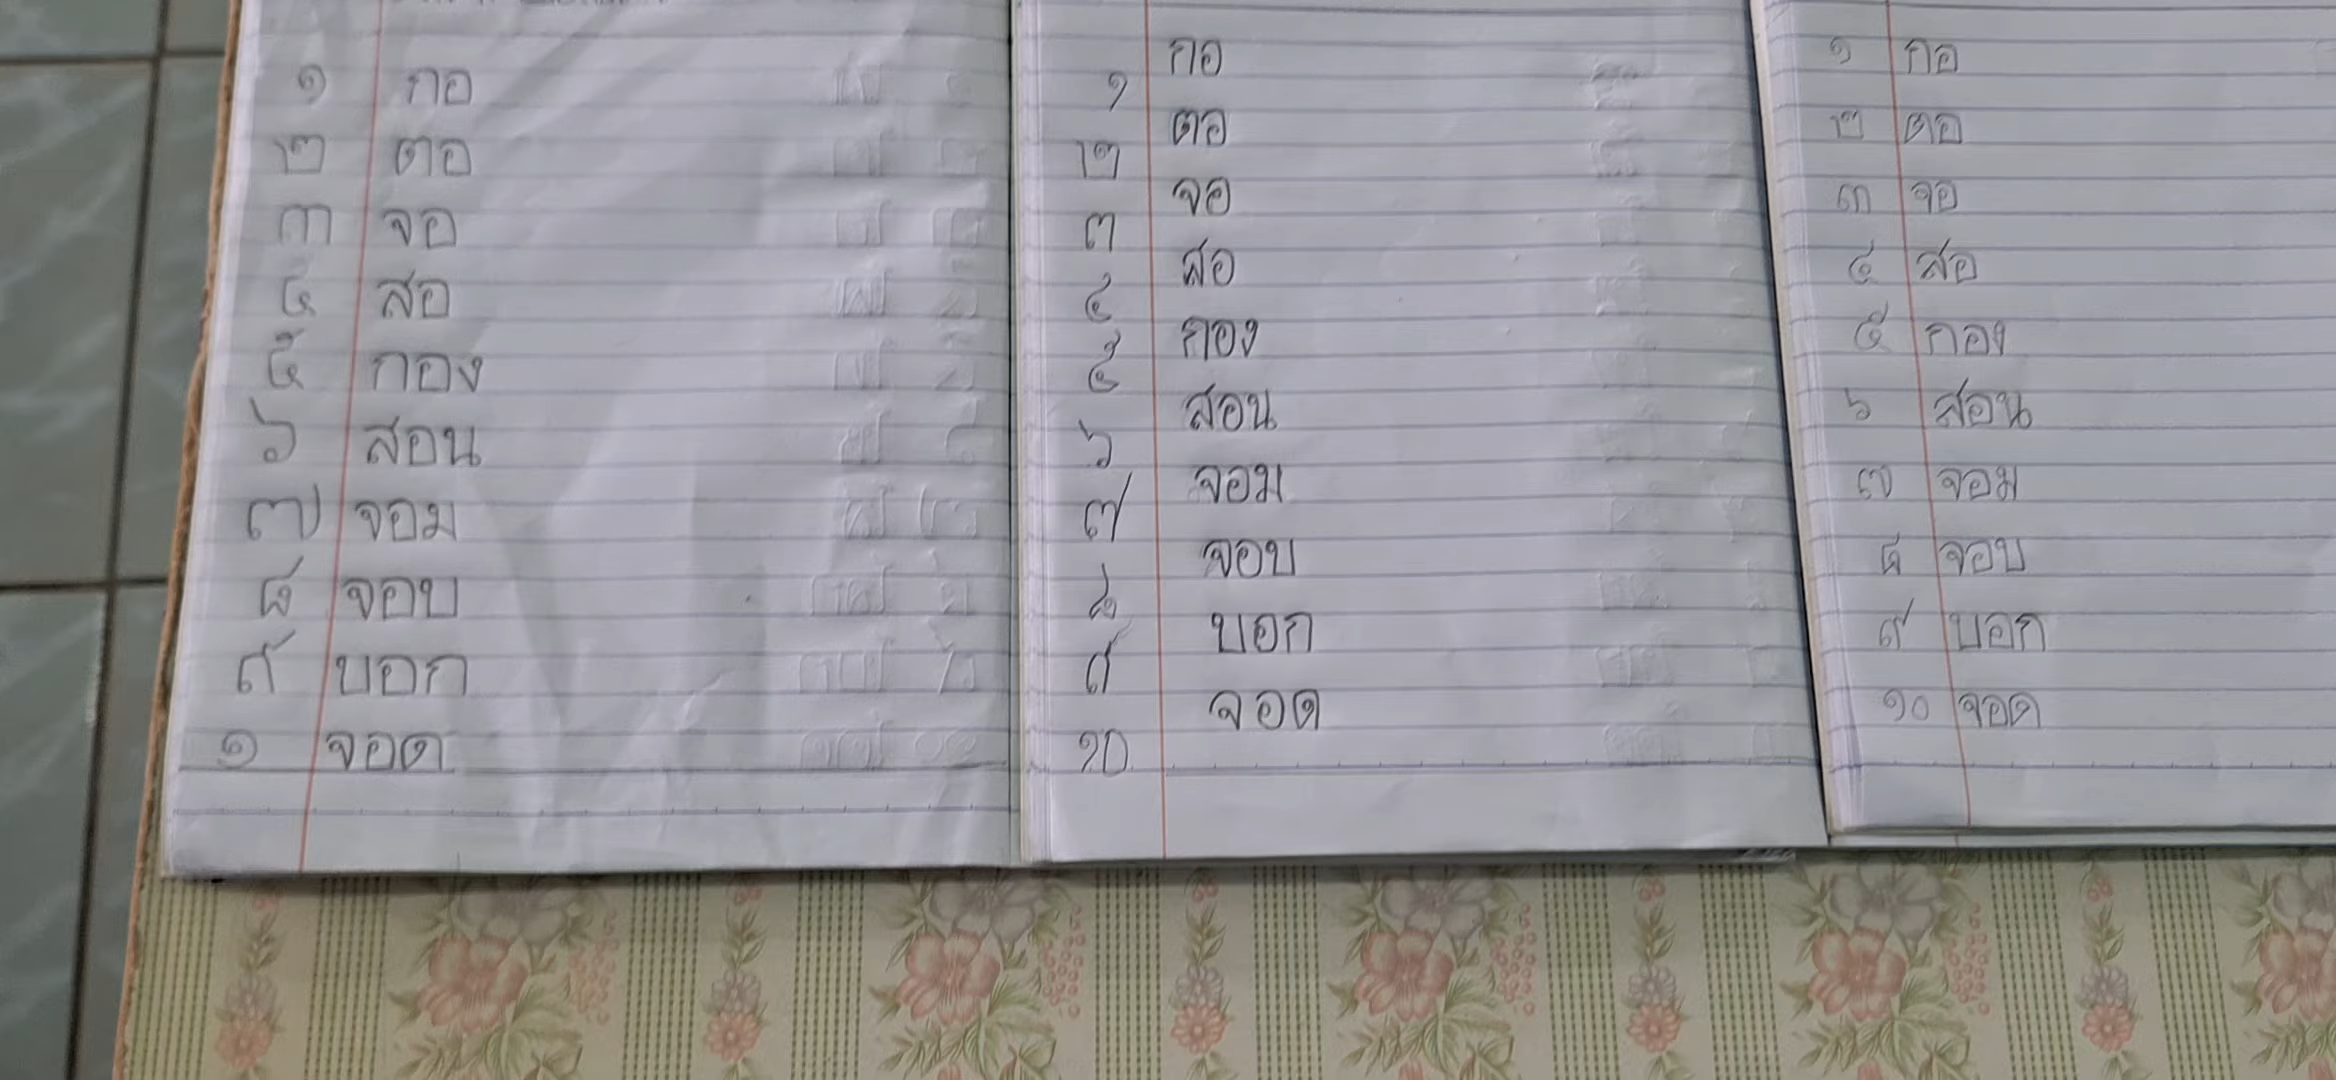 ๑ กอ
๒ ตอ
๓ จอ
๔ สอ
๕ กอง
๖ สอน
๗ จอม
๘ จอบ
๙ บอก
๑ จอด
๑ กอ
๒ ตอ
๓ จอ
๔ สอ
๕ กอง
๖ สอน
๗ จอม
๘ จอบ
๙ บอก
๑๐ จอด
๑ กอ
๒ ตอ
๓ จอ
๔ สอ
๕ กอง
๖ สอน
๗ จอม
๘ จอบ
๙ บอก
๑๐ จอด